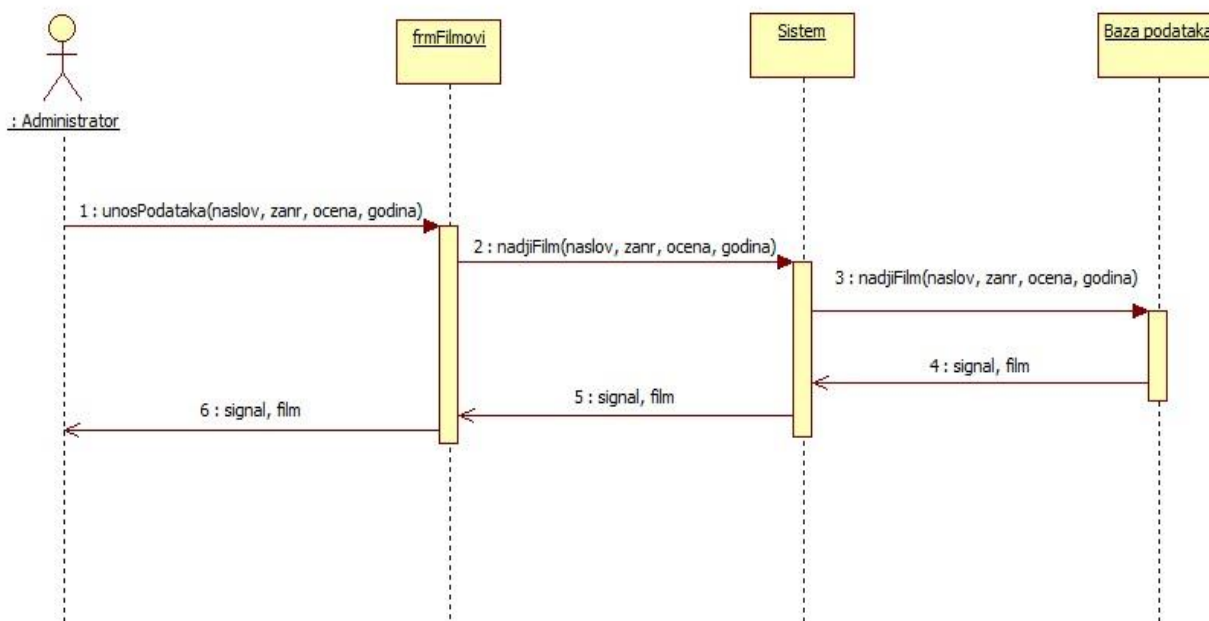 frmFilmovi
Sistem
Baza podataka
: Administrator
1 : unosPodataka(naslov, zanr, ocena, godina)
2 : nadjiFilm(naslov, zanr, ocena, godina)
3 : nadjiFilm(naslov, zanr, ocena, godina)
4 : signal, film
5 : signal, film
6 : signal, film